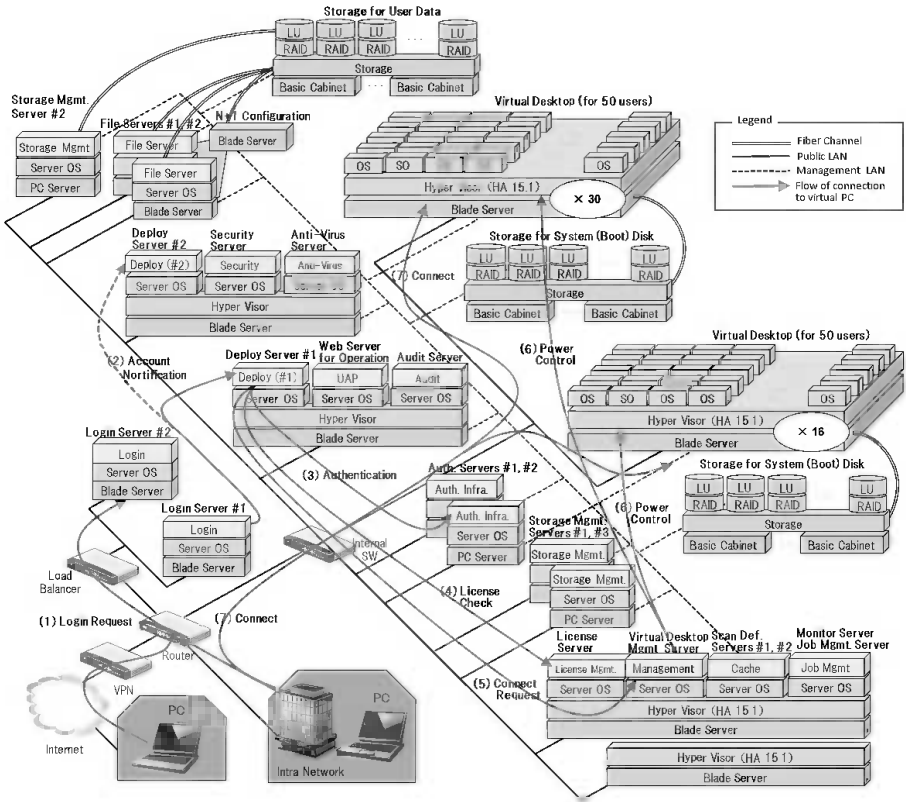 Storage for User Data
LU LU LU LU
RAID RAID RAID RAID
Storage
Basic Cabinet Basic Cabinet
Storage Mgmt.
Server #2
Storage Mgmt
Server OS
PC Server
File Servers #1, #2
File Server
File Server
Server OS
Blade Server
N+1 Configuration
Blade Server
Virtual Desktop (for 50 users)
OS SO OS
Hyper Visor (HA 15.1)
Blade Server
× 30
Legend
Fiber Channel
Public LAN
Management LAN
Flow of connection
to virtual PC
LU LU LU LU
RAID RAID RAID RAID
Storage for System (Boot) Disk
Storage
Basic Cabinet Basic Cabinet
(7) Connect
Deploy
Server #2
Deploy (#2)
Server OS
Security
Server
Security
Server OS
Anti-Virus
Server
Anti-Virus
Hyper Visor
Blade Server
(2) Account
Notification
(6) Power
Control
Deploy Server #1
Deploy (#1)
Server OS
Web Server
for Operation
UAP
Server OS
Audit Server
Audit
Server OS
Hyper Visor
Blade Server
Virtual Desktop (for 50 users)
OS SO OS OS OS
Hyper Visor (HA 15 1)
Blade Server
× 16
Storage for System (Boot) Disk
LU LU LU LU
RAID RAID RAID RAID
Storage
Basic Cabinet Basic Cabinet
Login Server #2
Login
Server OS
Blade Server
(3) Authentication
Auth. Servers #1, #2
Auth. Infra.
Auth. Infra.
Server OS
PC Server
(6) Power
Control
Login Server #1
Login
Server OS
Blade Server
Internal
SW
Storage Mgmt.
Servers #1, #3
Storage Mgmt.
Storage Mgmt.
Server OS
PC Server
Load
Balancer
(4) License
Check
(1) Login Request
(7) Connect
Router
VPN
Internet
PC
PC
Intra Network
(5) Connect
Request
License
Server
License Mgmt.
Server OS
Virtual Desktop
Mgmt. Server
Management
Server OS
Scan Def.
Servers #1, #2
Cache
Server OS
Monitor Server
Job Mgmt. Server
Job Mgmt
Server OS
Hyper Visor (HA 15 1)
Blade Server
Hyper Visor (HA 15 1)
Blade Server